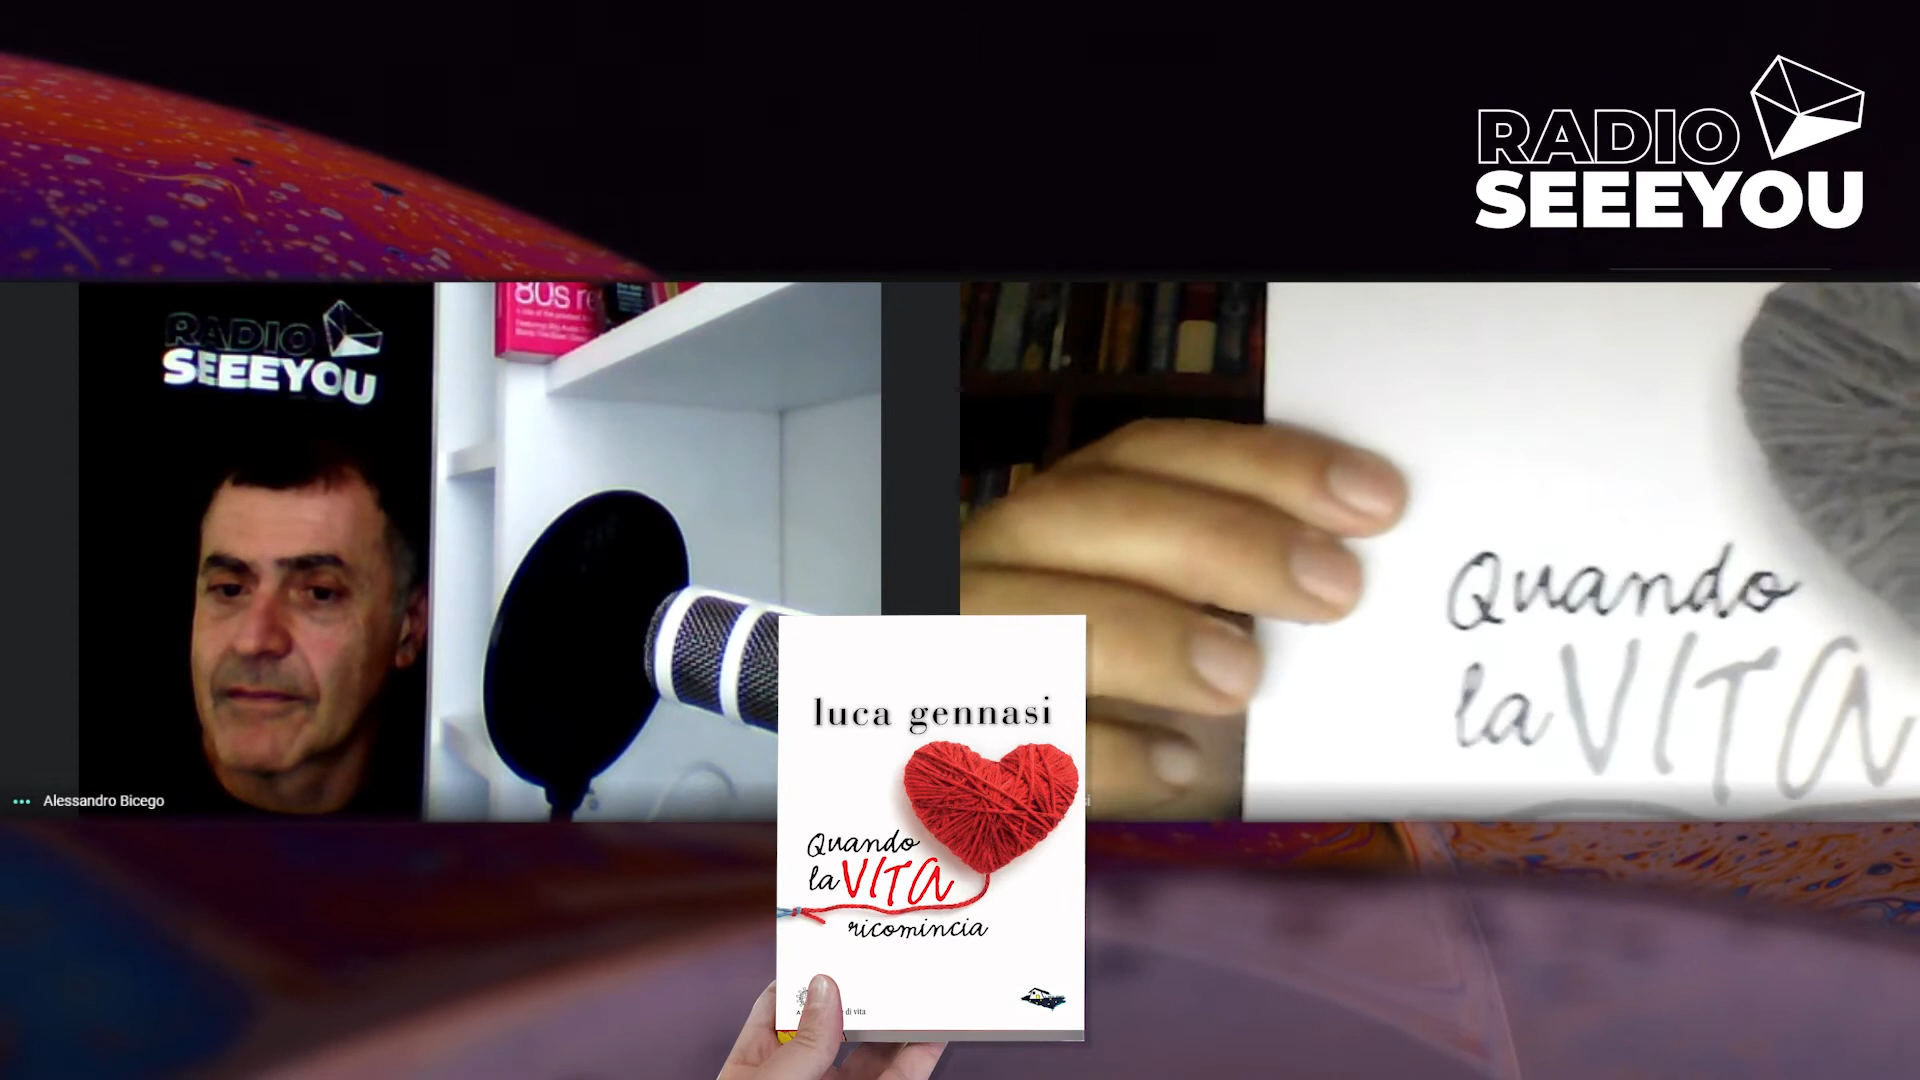 RADIO
SEEEYOU
RADIO
SEEEYOU
80s
Quando
la VITA
Alessandro Bicego
luca gennasi
Quando
la VITA
ricomincia
di vita